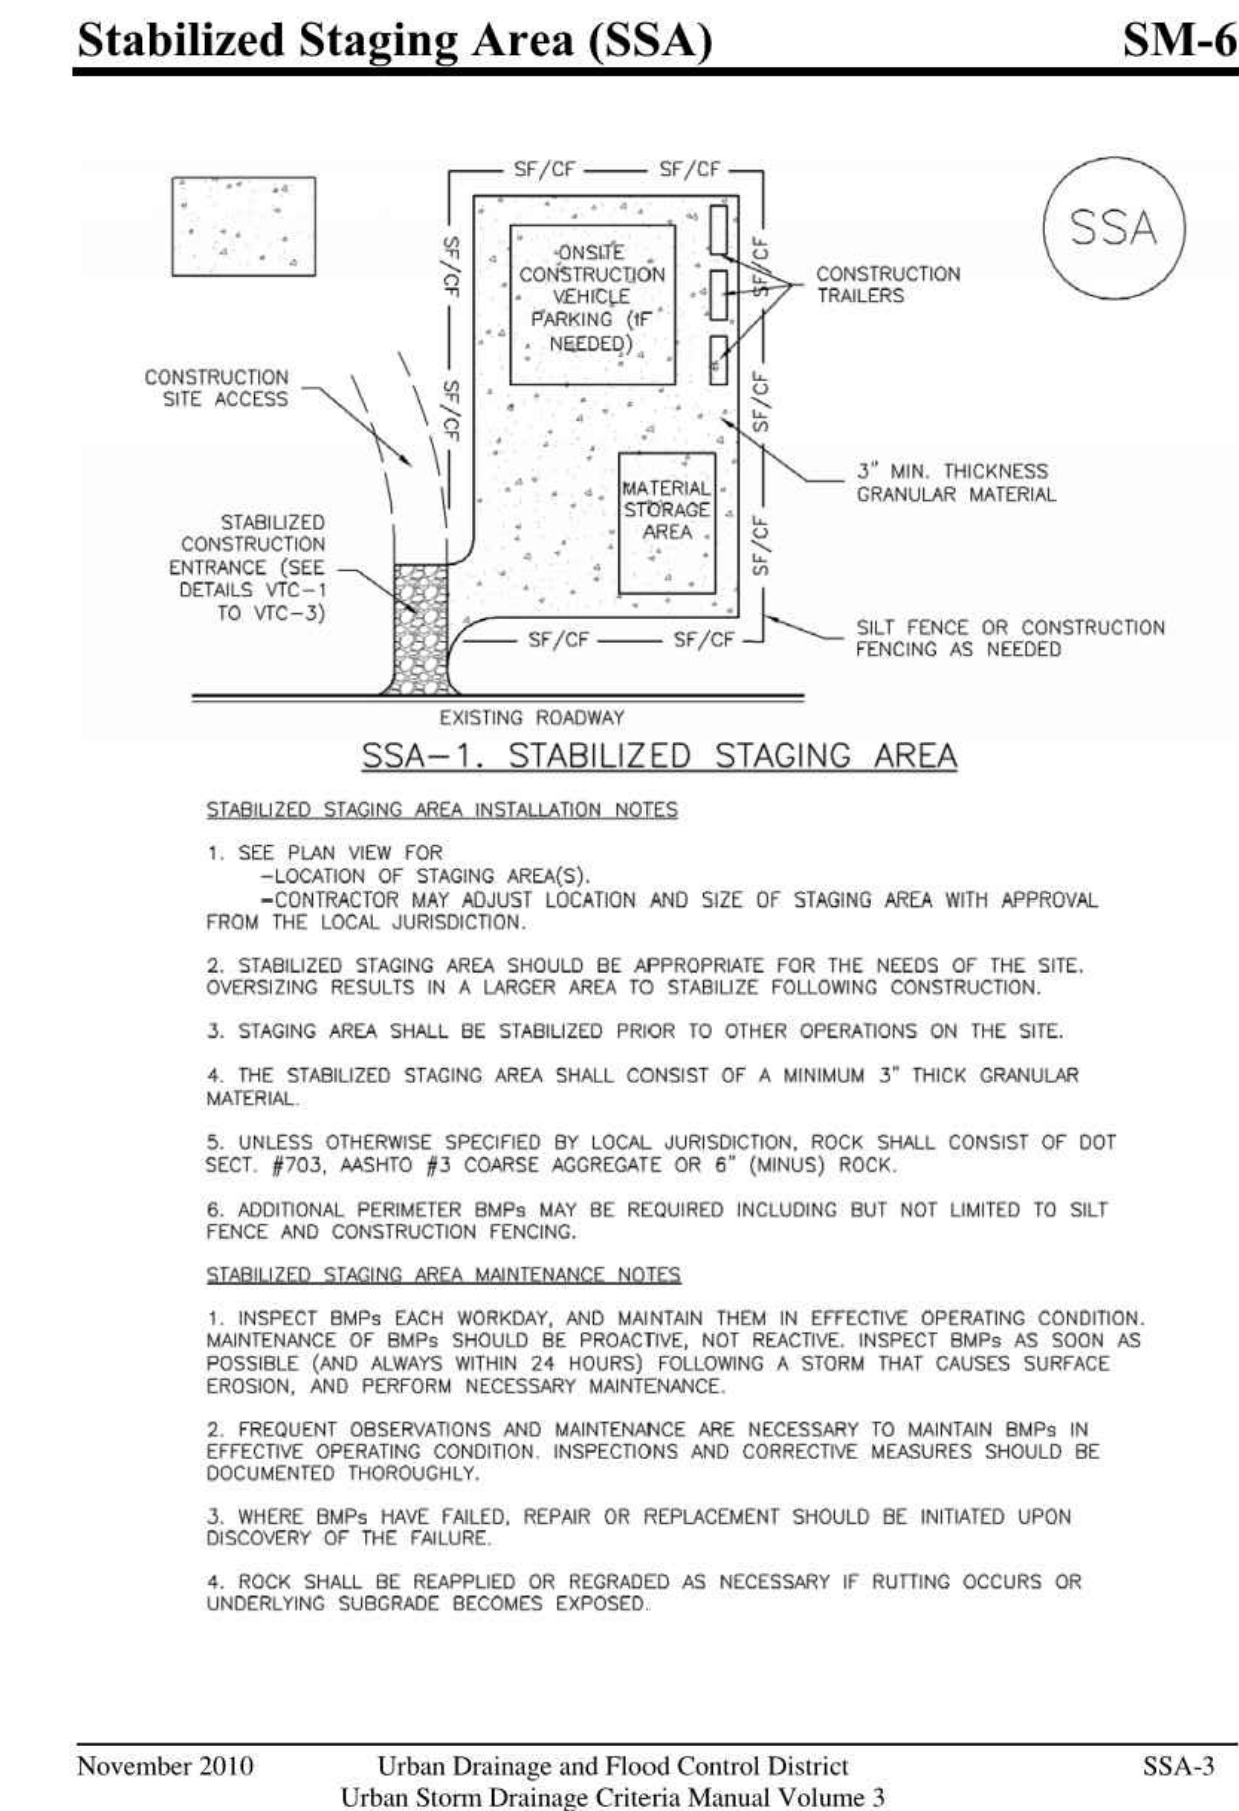 Stabilized Staging Area (SSA) SM-6
SF/CF SF/CF
SSA
SF/CF
SF/CF
ONSITE
CONSTRUCTION
VEHICLE
PARKING (IF
NEEDED)
CONSTRUCTION
TRAILERS
CONSTRUCTION
SITE ACCESS
SF/CF
SF/CF
3" MIN. THICKNESS
GRANULAR MATERIAL
MATERIAL
STORAGE
AREA
STABILIZED
CONSTRUCTION
ENTRANCE (SEE
DETAILS VTC-1
TO VTC-3)
SF/CF
SILT FENCE OR CONSTRUCTION
FENCING AS NEEDED
SF/CF SF/CF
EXISTING ROADWAY
SSA-1. STABILIZED STAGING AREA
STABILIZED STAGING AREA INSTALLATION NOTES
1. SEE PLAN VIEW FOR
-LOCATION OF STAGING AREA(S).
-CONTRACTOR MAY ADJUST LOCATION AND SIZE OF STAGING AREA WITH APPROVAL
FROM THE LOCAL JURISDICTION.
2. STABILIZED STAGING AREA SHOULD BE APPROPRIATE FOR THE NEEDS OF THE SITE.
OVERSIZING RESULTS IN A LARGER AREA TO STABILIZE FOLLOWING CONSTRUCTION.
3. STAGING AREA SHALL BE STABILIZED PRIOR TO OTHER OPERATIONS ON THE SITE.
4. THE STABILIZED STAGING AREA SHALL CONSIST OF A MINIMUM 3" THICK GRANULAR
MATERIAL.
5. UNLESS OTHERWISE SPECIFIED BY LOCAL JURISDICTION, ROCK SHALL CONSIST OF DOT
SECT. #703, AASHTO #3 COARSE AGGREGATE OR 6" (MINUS) ROCK.
6. ADDITIONAL PERIMETER BMPs MAY BE REQUIRED INCLUDING BUT NOT LIMITED TO SILT
FENCE AND CONSTRUCTION FENCING.
STABILIZED STAGING AREA MAINTENANCE NOTES
1. INSPECT BMPs EACH WORKDAY, AND MAINTAIN THEM IN EFFECTIVE OPERATING CONDITION.
MAINTENANCE OF BMPs SHOULD BE PROACTIVE, NOT REACTIVE. INSPECT BMPs AS SOON AS
POSSIBLE (AND ALWAYS WITHIN 24 HOURS) FOLLOWING A STORM THAT CAUSES SURFACE
EROSION, AND PERFORM NECESSARY MAINTENANCE.
2. FREQUENT OBSERVATIONS AND MAINTENANCE ARE NECESSARY TO MAINTAIN BMPs IN
EFFECTIVE OPERATING CONDITION. INSPECTIONS AND CORRECTIVE MEASURES SHOULD BE
DOCUMENTED THOROUGHLY.
3. WHERE BMPs HAVE FAILED, REPAIR OR REPLACEMENT SHOULD BE INITIATED UPON
DISCOVERY OF THE FAILURE.
4. ROCK SHALL BE REAPPLIED OR REGRADED AS NECESSARY IF RUTTING OCCURS OR
UNDERLYING SUBGRADE BECOMES EXPOSED.
November 2010 Urban Drainage and Flood Control District SSA-3
Urban Storm Drainage Criteria Manual Volume 3